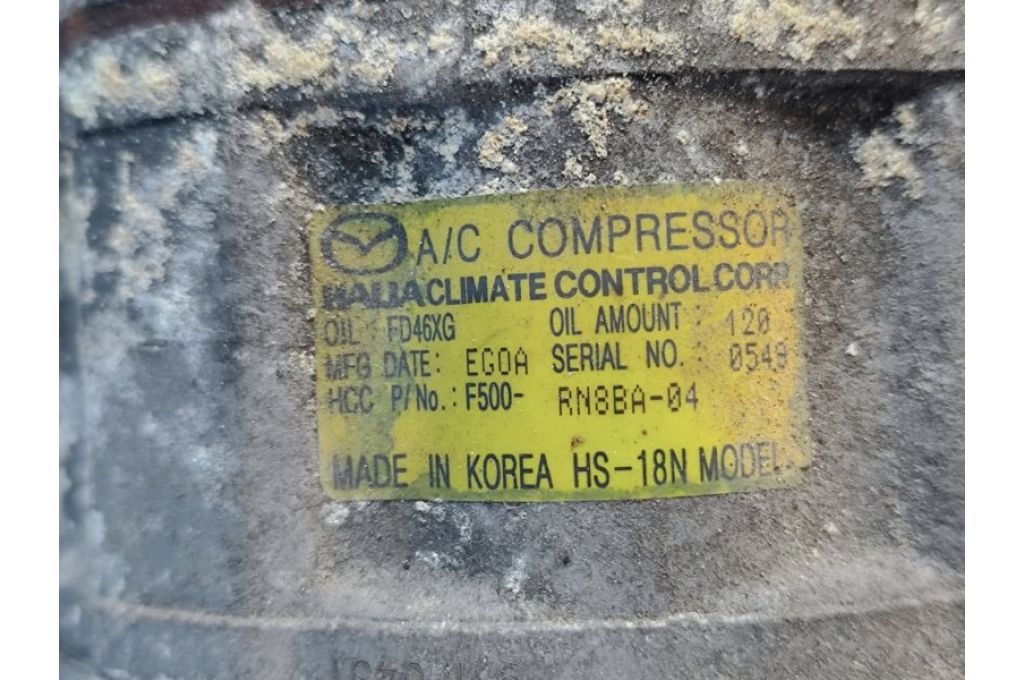 A/C COMPRESSOR
HALLA CLIMATE CONTROL CORP.
OIL : FD46XG OIL AMOUNT : 120
MFG DATE: EG0A SERIAL NO. : 0549
HCC P/No.: F500- RN8BA-04
MADE IN KOREA HS-18N MODEL